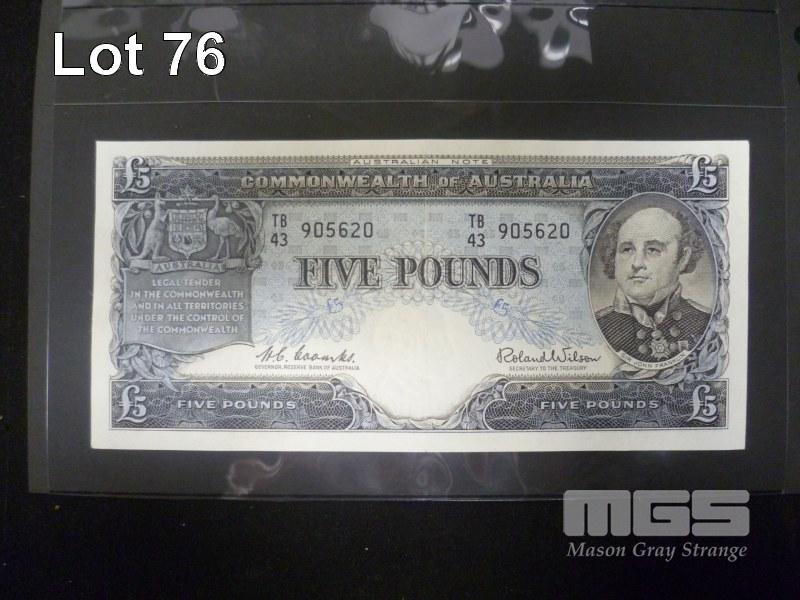 Lot 76
AUSTRALIAN NOTE
£5 £5
COMMONWEALTH OF AUSTRALIA
TB 43 905620 TB 43 905620
AUSTRALIA
FIVE POUNDS
LEGAL TENDER
IN THE COMMONWEALTH
AND IN ALL TERRITORIES
UNDER THE CONTROL OF
THE COMMONWEALTH
£5 £5
H.C. Coombs.
GOVERNOR, RESERVE BANK OF AUSTRALIA
Roland Wilson
SECRETARY TO THE TREASURY
SIR JOHN FRANKLIN
£5 FIVE POUNDS FIVE POUNDS £5
MGS
Mason Gray Strange